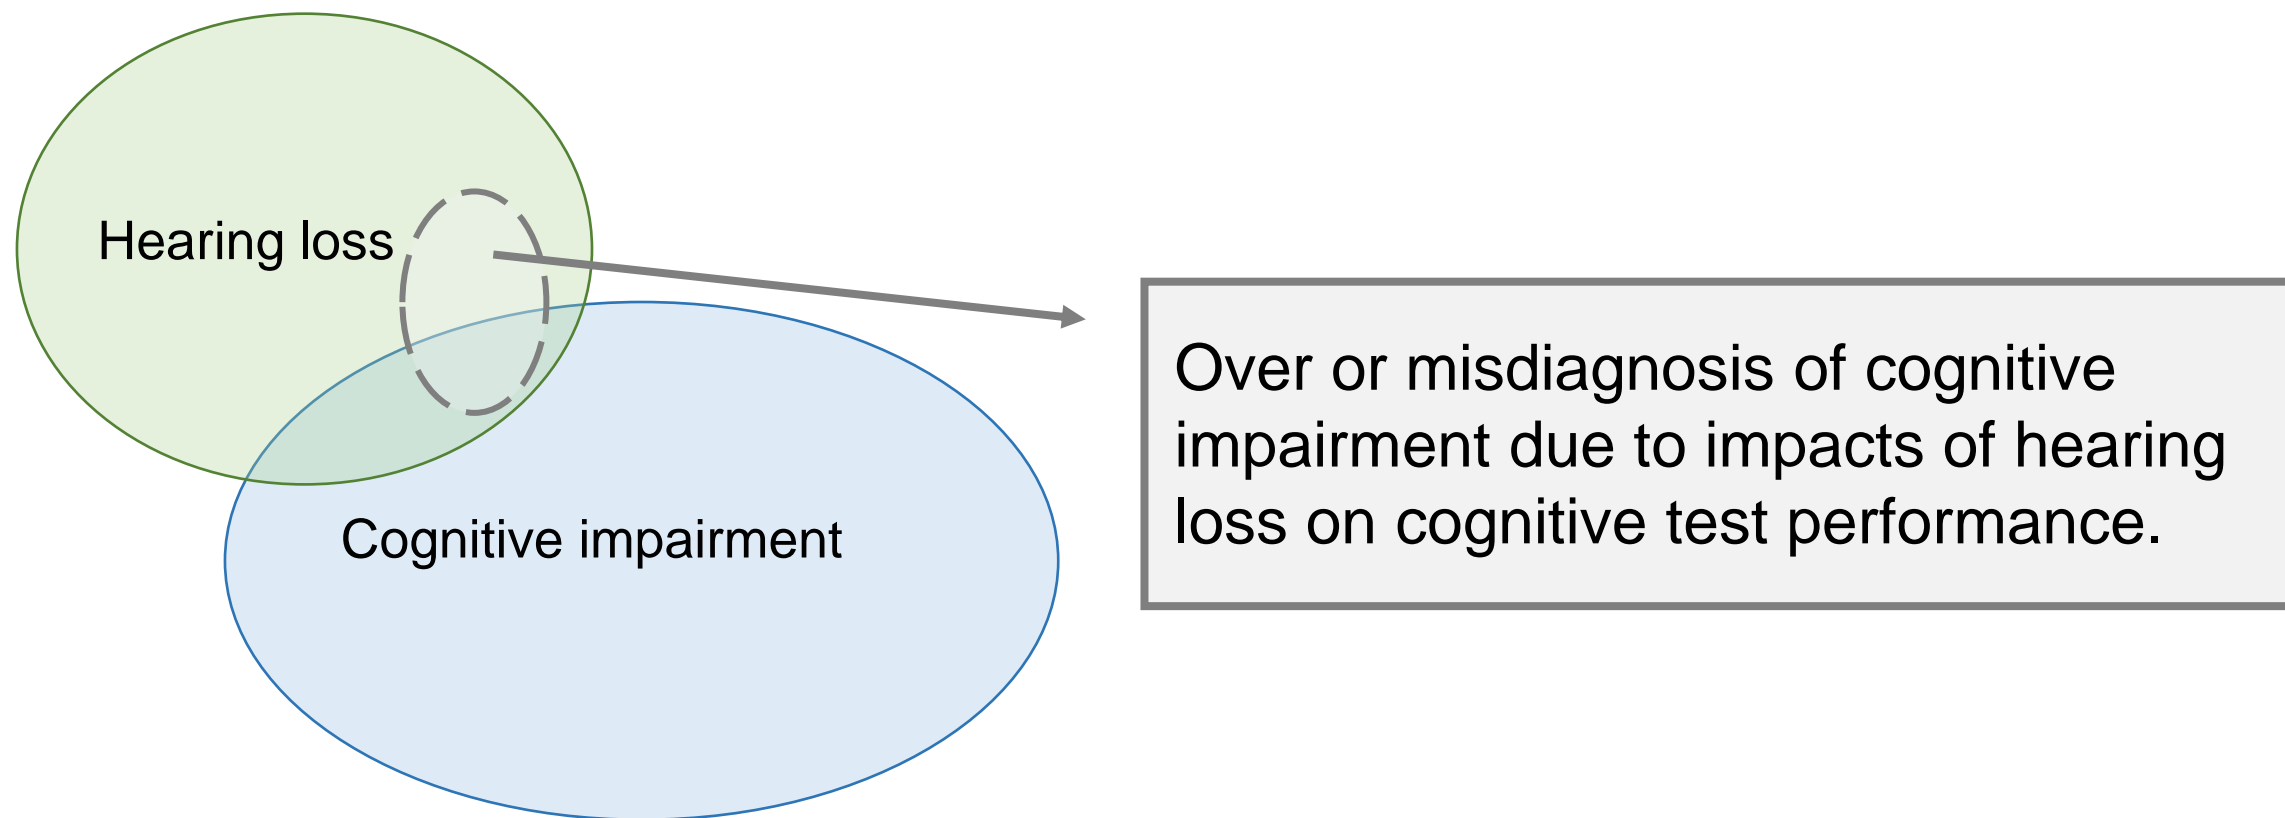 Hearing loss
Cognitive impairment
Over or misdiagnosis of cognitive
impairment due to impacts of hearing
loss on cognitive test performance.